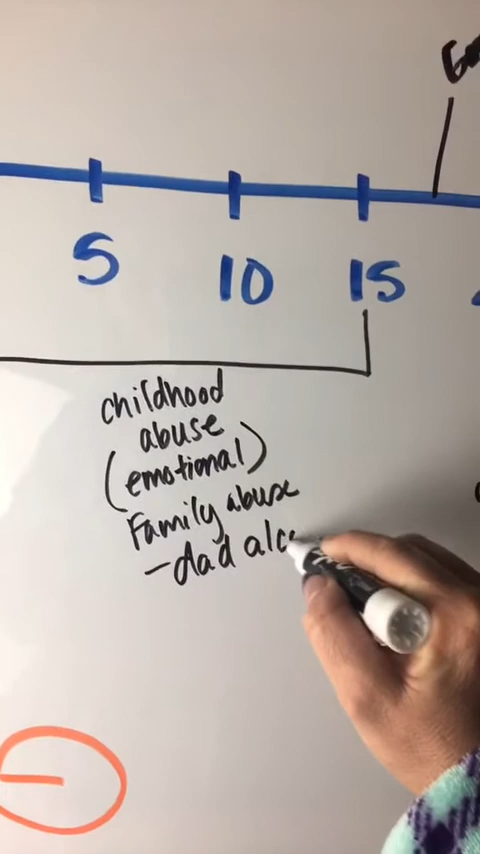 5 10 15
childhood
abuse
(emotional)
Family abuse
- dad alc